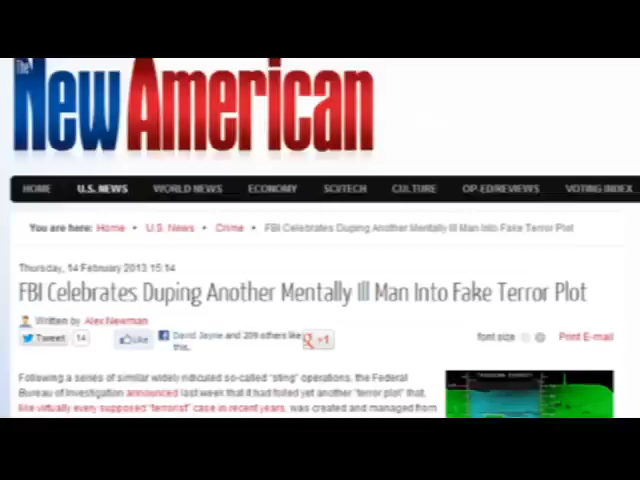 The
New American
HOME U.S. NEWS WORLD NEWS ECONOMY SCI/TECH CULTURE OP-ED/REVIEWS VOTING INDEX
You are here: Home • U.S. News • Crime • FBI Celebrates Duping Another Mentally Ill Man Into Fake Terror Plot
Thursday, 14 February 2013 15:14
FBI Celebrates Duping Another Mentally Ill Man Into Fake Terror Plot
Written by Alex Newman
Tweet 14 Like David Jayne and 209 others like this. +1 font size Print E-mail
Following a series of similar widely ridiculed so-called "sting" operations, the Federal
Bureau of Investigation announced last week that it had foiled yet another "terror plot" that,
like virtually every supposed "terrorist" case in recent years, was created and managed from